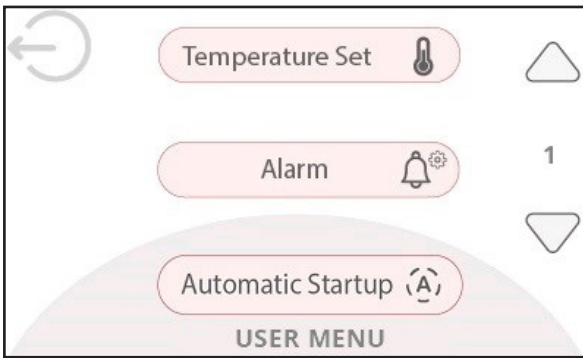 Temperature Set
Alarm
1
Automatic Startup A
USER MENU